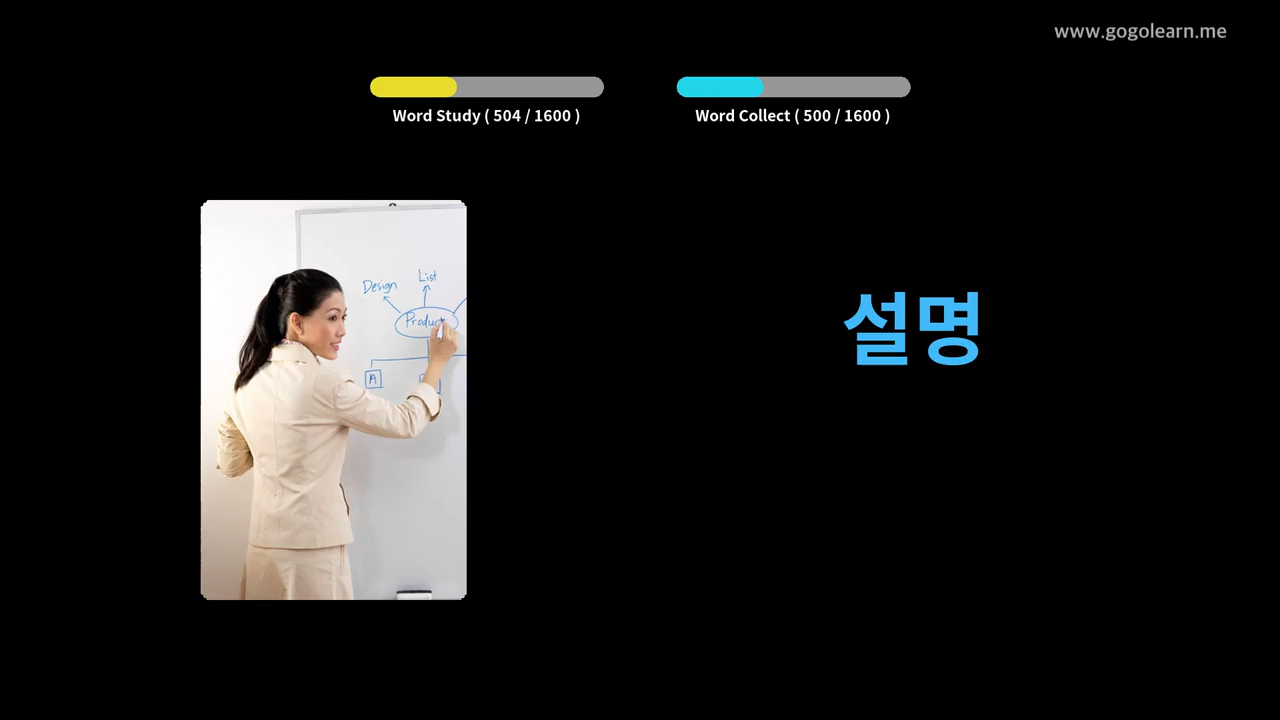 www.gogolearn.me
Word Study ( 504 / 1600 )
Word Collect ( 500 / 1600 )
List
Design
Product
A
설명